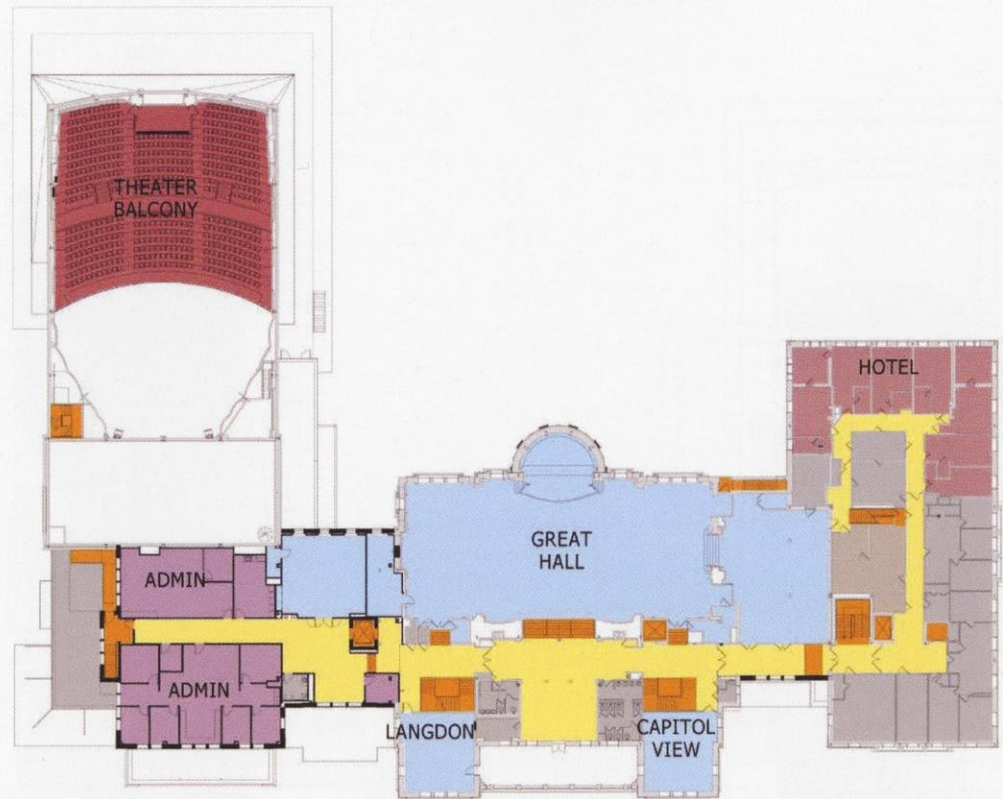 THEATER
BALCONY
HOTEL
GREAT
HALL
ADMIN
ADMIN
LANGDON
CAPITOL
VIEW